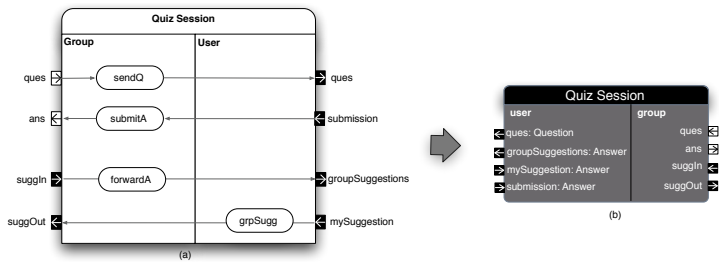 Quiz Session
Group
User
ques
sendQ
ques
ans
submitA
submission
suggIn
forwardA
groupSuggestions
suggOut
grpSugg
mySuggestion
(a)
Quiz Session
user
group
ques: Question
ques
groupSuggestions: Answer
ans
mySuggestion: Answer
suggIn
submission: Answer
suggOut
(b)